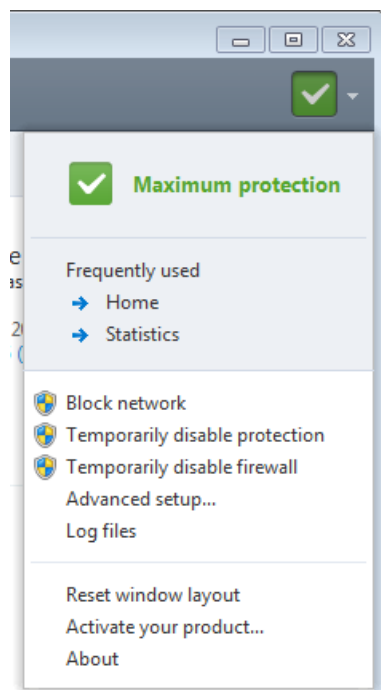 Maximum protection
Frequently used
Home
Statistics
Block network
Temporarily disable protection
Temporarily disable firewall
Advanced setup...
Log files
Reset window layout
Activate your product...
About